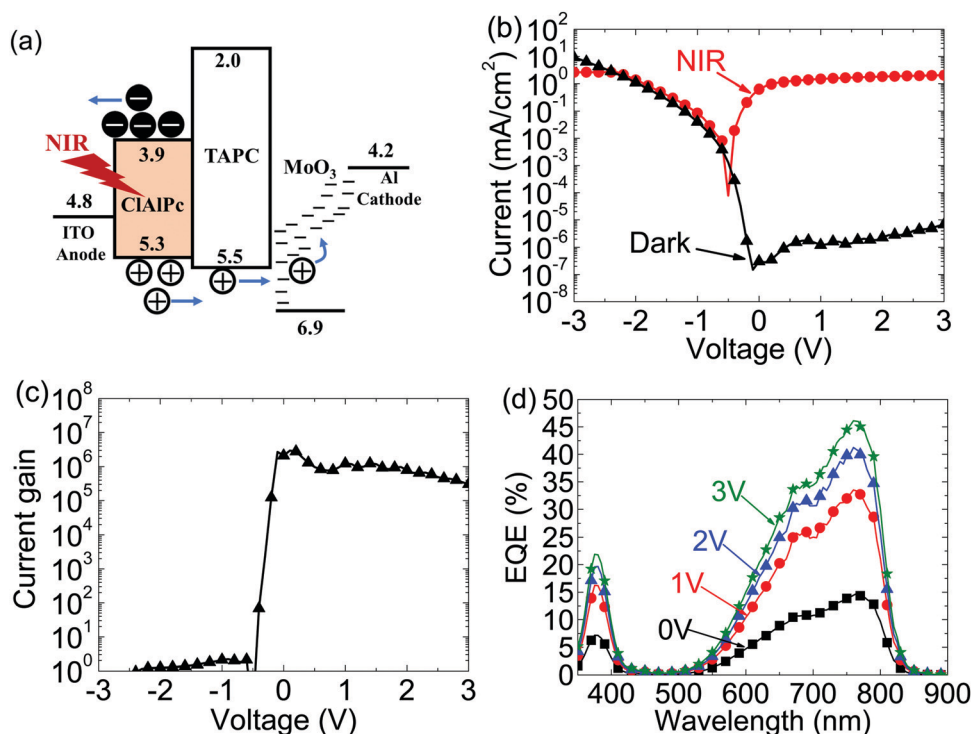 (a)
2.0
NIR
3.9
TAPC
MoO3
4.2
Al
Cathode
4.8
ClAlPc
ITO
Anode
5.3
5.5
6.9
(b)
Current (mA/cm2)
10^2
10^1
10^0
10^-1
10^-2
10^-3
10^-4
10^-5
10^-6
10^-7
10^-8
NIR
Dark
-3 -2 -1 0 1 2 3
Voltage (V)
(c)
Current gain
10^8
10^7
10^6
10^5
10^4
10^3
10^2
10^1
10^0
-3 -2 -1 0 1 2 3
Voltage (V)
(d)
EQE (%)
50
45
40
35
30
25
20
15
10
5
0
3V
2V
1V
0V
400 500 600 700 800 900
Wavelength (nm)